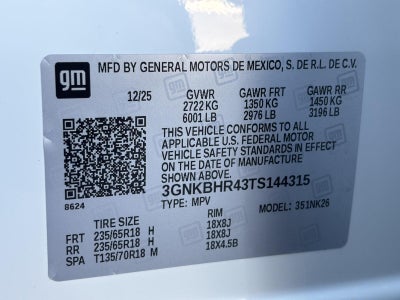 gm MFD BY GENERAL MOTORS DE MEXICO, S. DE R.L. DE C.V.
12/25 GVWR GAWR FRT GAWR RR
2722 KG 1350 KG 1450 KG
6001 LB 2976 LB 3196 LB
THIS VEHICLE CONFORMS TO ALL
APPLICABLE U.S. FEDERAL MOTOR
VEHICLE SAFETY STANDARDS IN EFFECT
ON THE DATE OF MANUFACTURE
SHOWN ABOVE.
3GNKBHR43TS144315
8624 TYPE: MPV MODEL: 351NK26
TIRE SIZE RIM
FRT 235/65R18 H 18X8J
RR 235/65R18 H 18X8J
SPA T135/70R18 M 18X4.5B